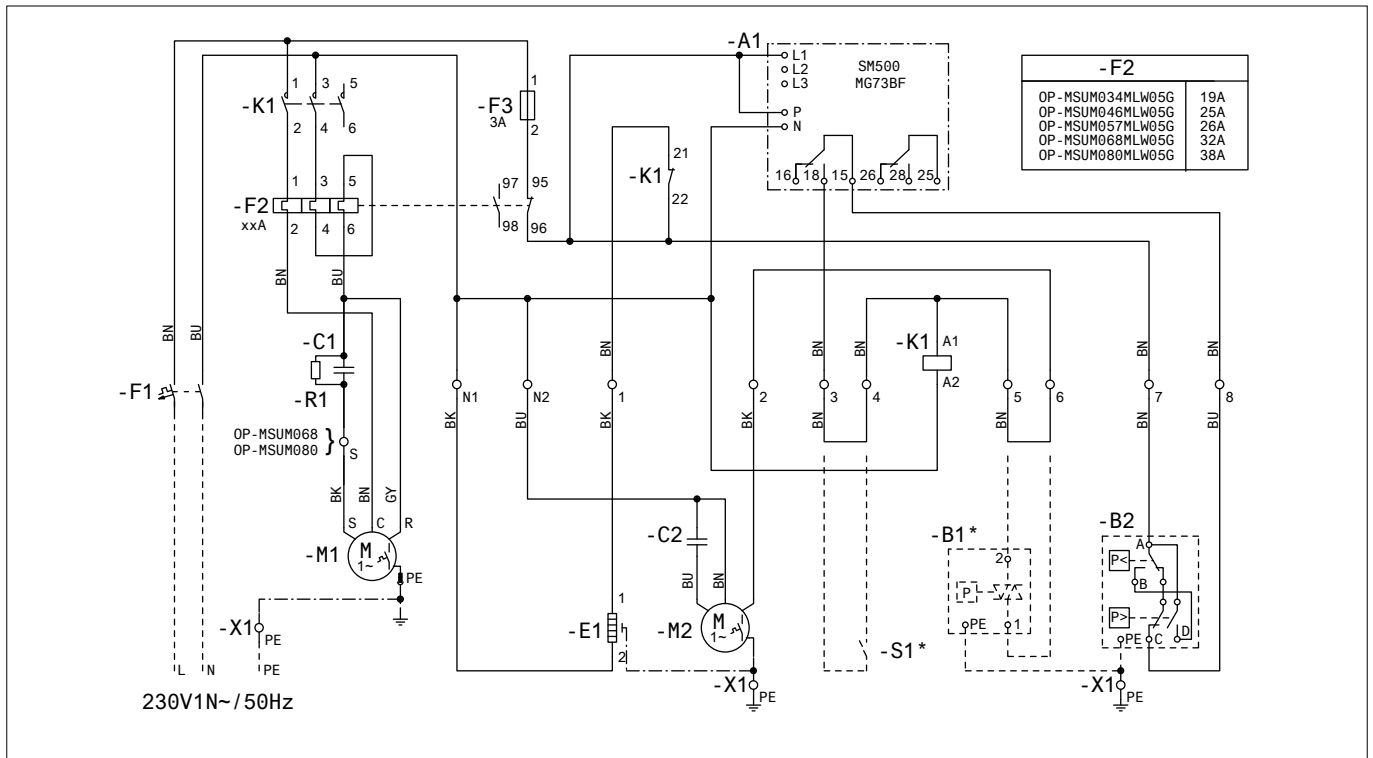 -A1
L1
L2
L3
SM500
MG73BF
P
N
16 18 15 26 28 25
-F2
OP-MSUM034MLW05G 19A
OP-MSUM046MLW05G 25A
OP-MSUM057MLW05G 26A
OP-MSUM068MLW05G 32A
OP-MSUM080MLW05G 38A
1 3 5
-K1
2 4 6
1
-F3
3A
2
21
-K1
22
1 3 5
-F2
xxA
2 4 6
97 95
98 96
BN
BU
BN
BU
-C1
-R1
-F1
OP-MSUM068
OP-MSUM080
}
S
BK
BN
GY
S C R
-M1
M
1~
PE
-X1
PE
L N PE
230V1N~/50Hz
N1
BK
N2
BU
BN
1
BK
1
-E1
2
-C2
BU
BN
-M2
M
1~
-X1
PE
2
BK
BN
3
BN
BN
4
-K1 A1
A2
-S1*
BN
5
BN
6
-B1*
2
P
PE
1
BN
7
BN
BN
8
BU
-B2
A
P<
B
P>
PE
C
D
-X1
PE